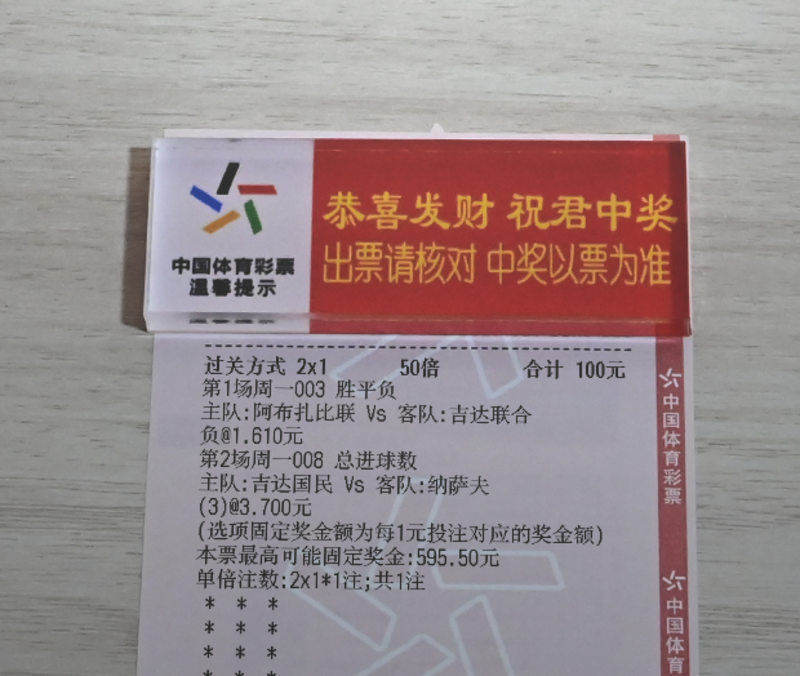 恭喜发财 祝君中奖
出票请核对 中奖以票为准
中国体育彩票
温馨提示
过关方式 2x1 50倍 合计 100元
第1场周一003 胜平负
主队:阿布扎比联 Vs 客队:吉达联合
负@1.610元
第2场周一008 总进球数
主队:吉达国民 Vs 客队:纳萨夫
(3)@3.700元
(选项固定奖金额为每1元投注对应的奖金额)
本票最高可能固定奖金:595.50元
单倍注数:2x1*1注;共1注
* * *
* * *
* * *
* * *
中国体育彩票
中国体育